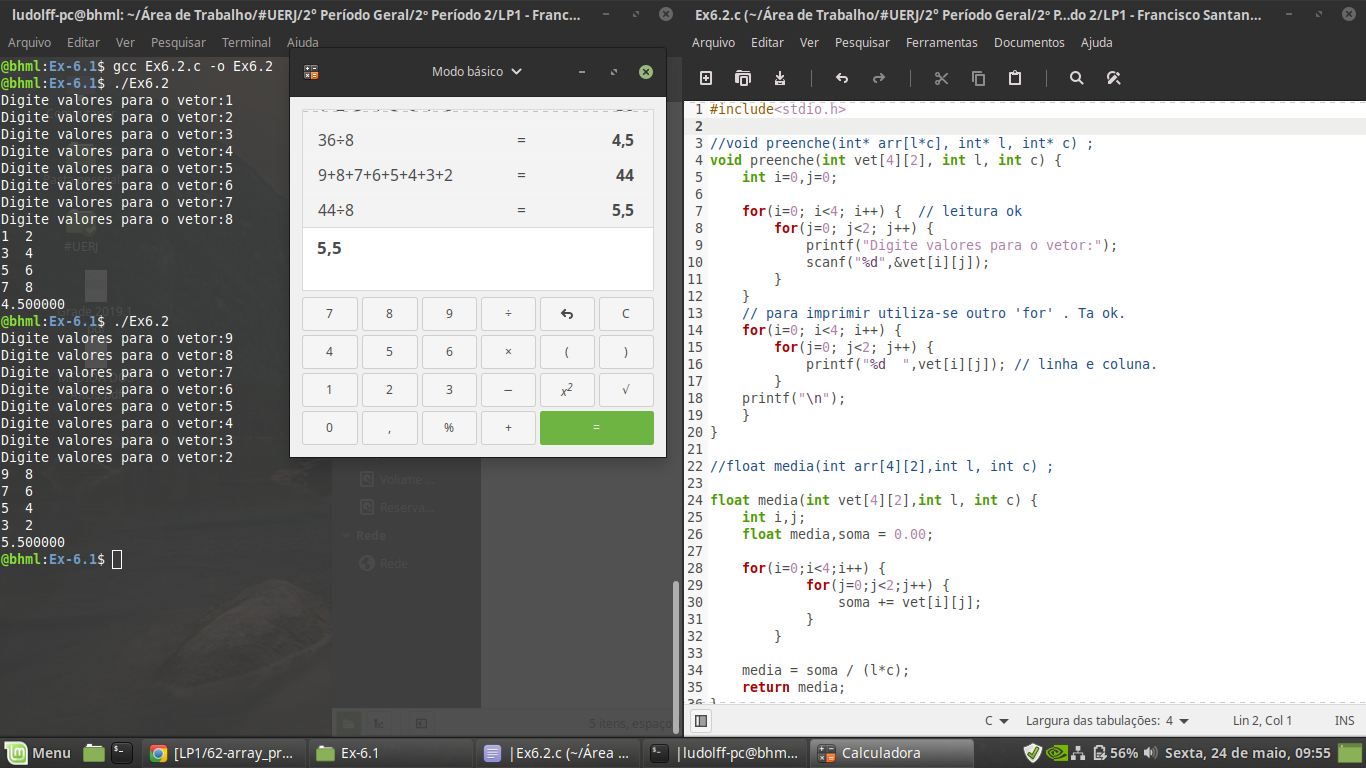 ludolff-pc@bhml: ~/Área de Trabalho/#UERJ/2° Período Geral/2º Período 2/LP1 - Franc...
Arquivo Editar Ver Pesquisar Terminal Ajuda
@bhml:Ex-6.1$ gcc Ex6.2.c -o Ex6.2
@bhml:Ex-6.1$ ./Ex6.2
Digite valores para o vetor:1
Digite valores para o vetor:2
Digite valores para o vetor:3
Digite valores para o vetor:4
Digite valores para o vetor:5
Digite valores para o vetor:6
Digite valores para o vetor:7
Digite valores para o vetor:8
1  2
3  4
5  6
7  8
4.500000
@bhml:Ex-6.1$ ./Ex6.2
Digite valores para o vetor:9
Digite valores para o vetor:8
Digite valores para o vetor:7
Digite valores para o vetor:6
Digite valores para o vetor:5
Digite valores para o vetor:4
Digite valores para o vetor:3
Digite valores para o vetor:2
9  8
7  6
5  4
3  2
5.500000
@bhml:Ex-6.1$
#UERJ
Volume ...
Reserva...
Rede
Rede
5 itens, espaço
Modo básico
36÷8 = 4,5
9+8+7+6+5+4+3+2 = 44
44÷8 = 5,5
5,5
7 8 9 ÷ C
4 5 6 × ( )
1 2 3 − x² √
0 , % + =
Ex6.2.c (~/Área de Trabalho/#UERJ/2° Período Geral/2º P...do 2/LP1 - Francisco Santan...
Arquivo Editar Ver Pesquisar Ferramentas Documentos Ajuda
1 #include<stdio.h>
2
3 //void preenche(int* arr[l*c], int* l, int* c) ;
4 void preenche(int vet[4][2], int l, int c) {
5     int i=0,j=0;
6
7     for(i=0; i<4; i++) {  // leitura ok
8         for(j=0; j<2; j++) {
9             printf("Digite valores para o vetor:");
10             scanf("%d",&vet[i][j]);
11         }
12     }
13     // para imprimir utiliza-se outro 'for' . Ta ok.
14     for(i=0; i<4; i++) {
15         for(j=0; j<2; j++) {
16             printf("%d  ",vet[i][j]); // linha e coluna.
17         }
18     printf("\n");
19     }
20 }
21
22 //float media(int arr[4][2],int l, int c) ;
23
24 float media(int vet[4][2],int l, int c) {
25     int i,j;
26     float media,soma = 0.00;
27
28     for(i=0;i<4;i++) {
29             for(j=0;j<2;j++) {
30                 soma += vet[i][j];
31             }
32         }
33
34     media = soma / (l*c);
35     return media;
36 }
C Largura das tabulações: 4 Lin 2, Col 1 INS
Menu [LP1/62-array_pr... Ex-6.1 |Ex6.2.c (~/Área ... |ludolff-pc@bhm... Calculadora 56% Sexta, 24 de maio, 09:55